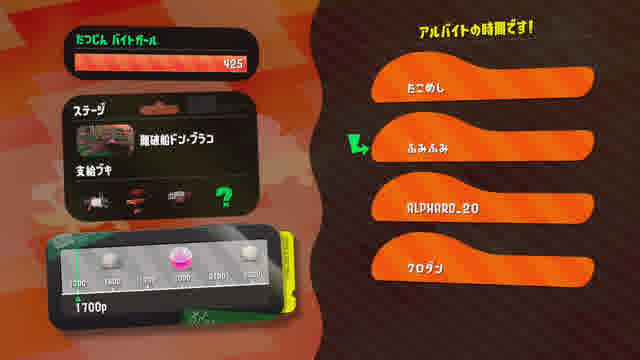 たつじん バイトガール
425
ステージ
難破船ドン・ブラコ
支給ブキ
?
1700p
アルバイトの時間です!
たこめし
ふみふみ
ALPHARD_20
クロダン